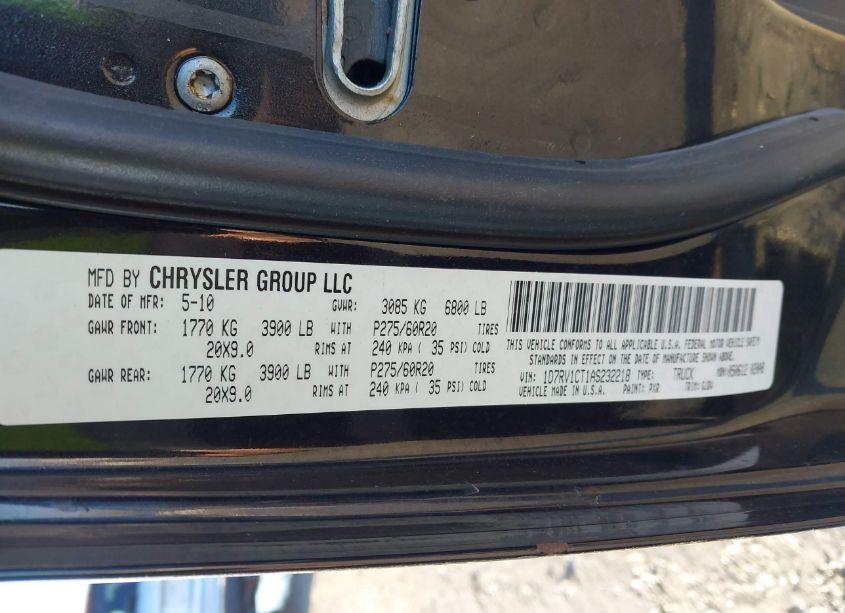 MFD BY CHRYSLER GROUP LLC
DATE OF MFR: 5-10 GVWR: 3085 KG 6800 LB
GAWR FRONT: 1770 KG 3900 LB WITH P275/60R20 TIRES
20X9.0 RIMS AT 240 KPA ( 35 PSI) COLD
GAWR REAR: 1770 KG 3900 LB WITH P275/60R20 TIRES
20X9.0 RIMS AT 240 KPA ( 35 PSI) COLD
THIS VEHICLE CONFORMS TO ALL APPLICABLE U.S.A. FEDERAL MOTOR VEHICLE SAFETY
STANDARDS IN EFFECT ON THE DATE OF MANUFACTURE SHOWN ABOVE.
VIN: 1D7RV1CT1AS232218 TYPE: TRUCK MDH:
VEHICLE MADE IN U.S.A. PAINT: PXR TRIM: